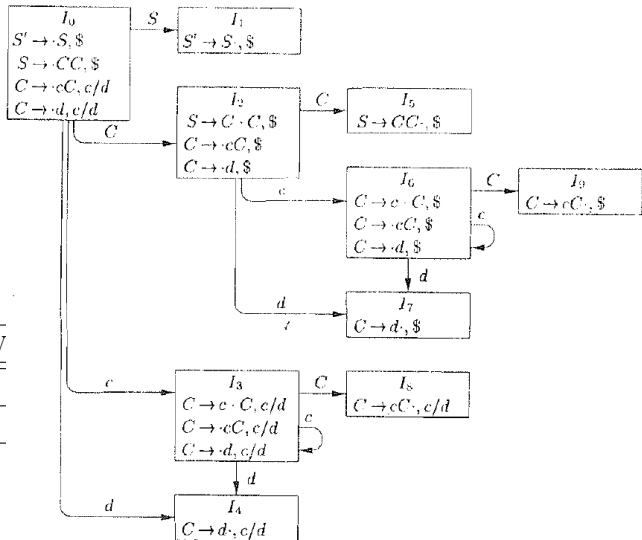 I₀
S' → ·S, $
S → ·CC, $
C → ·cC, c/d
C → ·d, c/d
S
I₁
S' → S·, $
C
I₂
S → C · C, $
C → ·cC, $
C → ·d, $
C
I₅
S → CC·, $
c
I₆
C → c · C, $
C → ·cC, $
C → ·d, $
C
I₉
C → cC·, $
c
d
d
I₇
C → d·, $
c
I₃
C → c · C, c/d
C → ·cC, c/d
C → ·d, c/d
C
I₈
C → cC·, c/d
c
d
d
I₄
C → d·, c/d